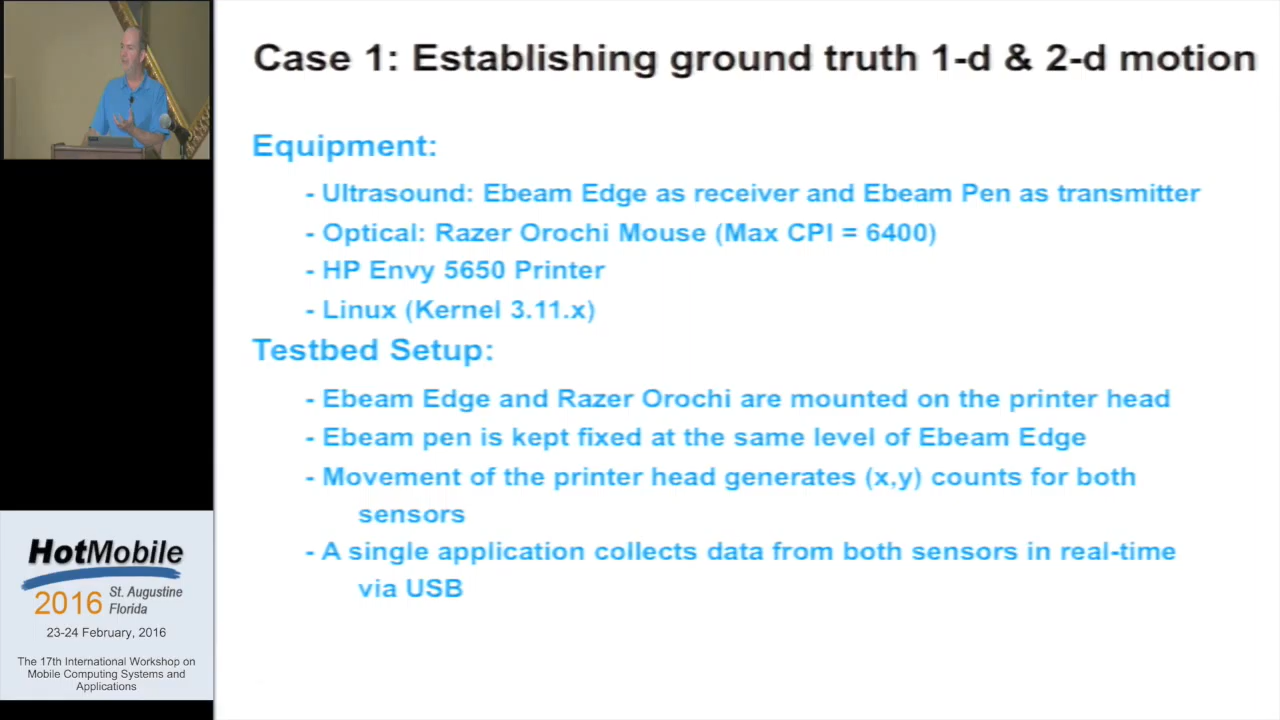 Case 1: Establishing ground truth 1-d & 2-d motion
Equipment:
- Ultrasound: Ebeam Edge as receiver and Ebeam Pen as transmitter
- Optical: Razer Orochi Mouse (Max CPI = 6400)
- HP Envy 5650 Printer
- Linux (Kernel 3.11.x)
Testbed Setup:
- Ebeam Edge and Razer Orochi are mounted on the printer head
- Ebeam pen is kept fixed at the same level of Ebeam Edge
- Movement of the printer head generates (x,y) counts for both
sensors
- A single application collects data from both sensors in real-time
via USB
HotMobile
2016 St. Augustine
Florida
23-24 February, 2016
The 17th International Workshop on
Mobile Computing Systems and
Applications